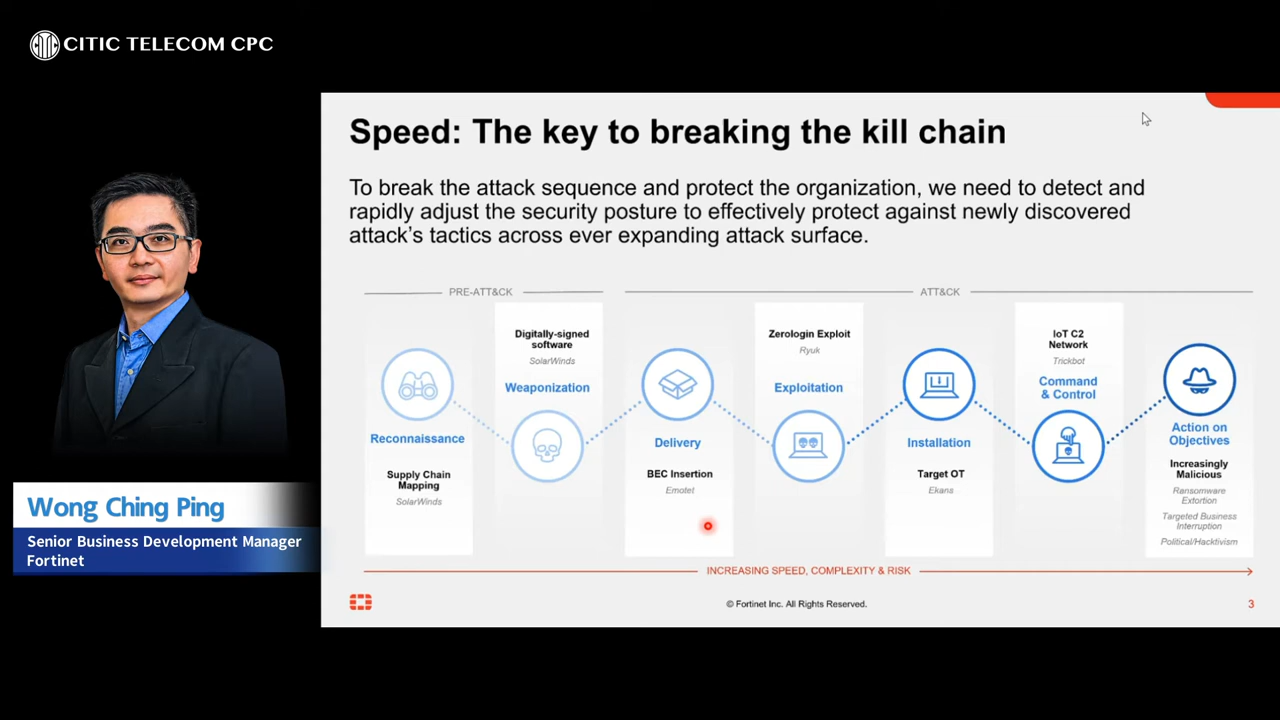 CITIC TELECOM CPC
Speed: The key to breaking the kill chain
To break the attack sequence and protect the organization, we need to detect and
rapidly adjust the security posture to effectively protect against newly discovered
attack's tactics across ever expanding attack surface.
PRE-ATT&CK
ATT&CK
Reconnaissance
Supply Chain
Mapping
SolarWinds
Digitally-signed
software
SolarWinds
Weaponization
Delivery
BEC Insertion
Emotet
Zerologin Exploit
Ryuk
Exploitation
Installation
Target OT
Ekans
IoT C2
Network
Trickbot
Command
& Control
Action on
Objectives
Increasingly
Malicious
Ransomware
Extortion
Targeted Business
Interruption
Political/Hacktivism
INCREASING SPEED, COMPLEXITY & RISK
© Fortinet Inc. All Rights Reserved.
3
Wong Ching Ping
Senior Business Development Manager
Fortinet